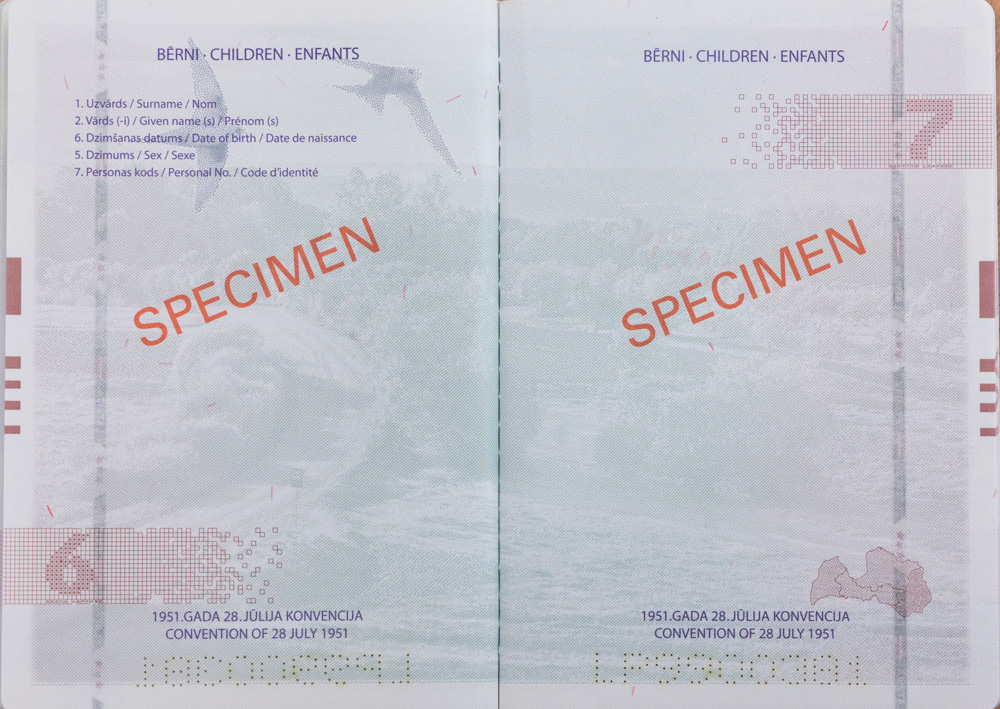 BĒRNI · CHILDREN · ENFANTS
1. Uzvārds / Surname / Nom
2. Vārds (-i) / Given name (s) / Prénom (s)
6. Dzimšanas datums / Date of birth / Date de naissance
5. Dzimums / Sex / Sexe
7. Personas kods / Personal No. / Code d'identité
SPECIMEN
6
1951.GADA 28.JŪLIJA KONVENCIJA
CONVENTION OF 28 JULY 1951
BĒRNI · CHILDREN · ENFANTS
7
SPECIMEN
1951.GADA 28.JŪLIJA KONVENCIJA
CONVENTION OF 28 JULY 1951